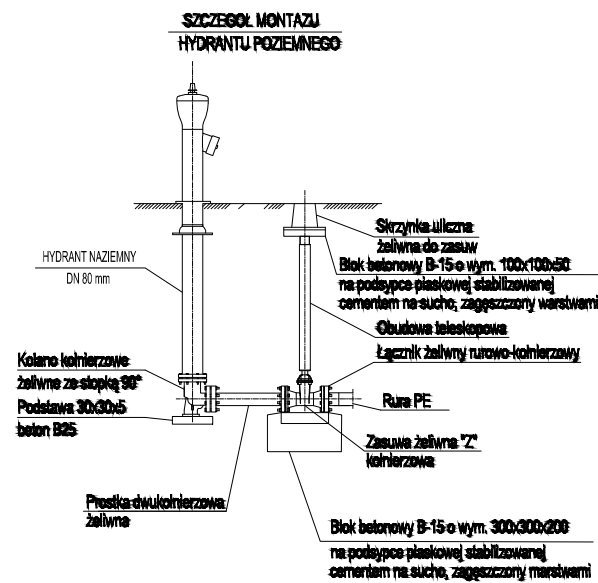 SZCZEGÓŁ MONTAŻU
HYDRANTU POZIEMNEGO
Skrzynka uliczna
żeliwna do zasuw
Blok betonowy B-15 o wym. 100x100x50
na podsypce piaskowej stabilizowanej
cementem na sucho, zagęszczony warstwami
HYDRANT NAZIEMNY
DN 80 mm
Obudowa teleskopowa
Łącznik żeliwny rurowo-kołnierzowy
Kolano kołnierzowe
żeliwne ze stopką 90°
Podstawa 30x30x5
beton B25
Rura PE
Zasuwa żeliwna "Z"
kołnierzowa
Prostka dwukołnierzowa
żeliwna
Blok betonowy B-15 o wym. 300x300x200
na podsypce piaskowej stabilizowanej
cementem na sucho, zagęszczony warstwami